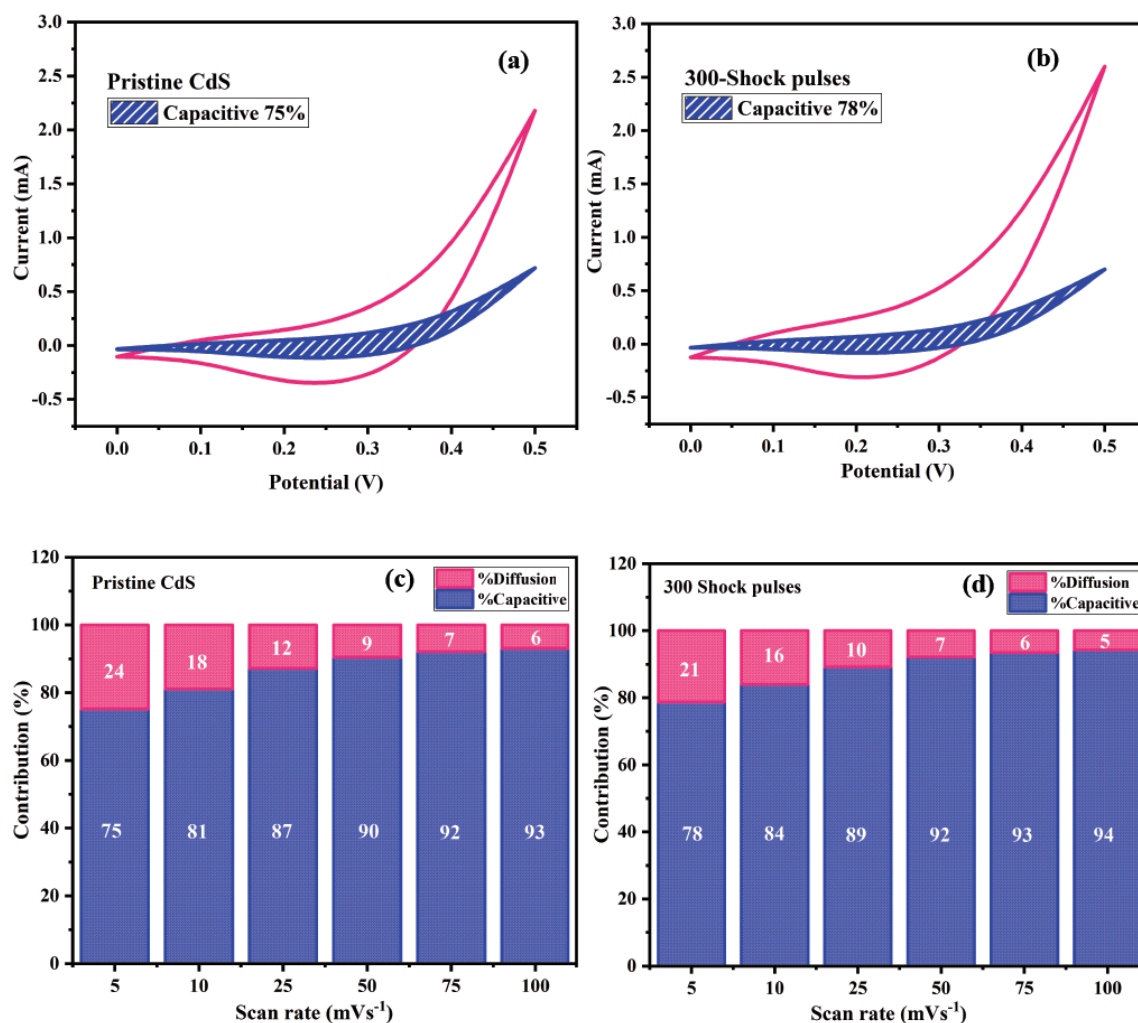 (a)
Pristine CdS
Capacitive 75%
3.0
2.5
2.0
1.5
1.0
0.5
0.0
-0.5
Current (mA)
0.0 0.1 0.2 0.3 0.4 0.5
Potential (V)
(b)
300-Shock pulses
Capacitive 78%
3.0
2.5
2.0
1.5
1.0
0.5
0.0
-0.5
Current (mA)
0.0 0.1 0.2 0.3 0.4 0.5
Potential (V)
Pristine CdS
(c)
%Diffusion
%Capacitive
120
100
80
60
40
20
0
Contribution (%)
24 18 12 9 7 6
75 81 87 90 92 93
5 10 25 50 75 100
Scan rate (mVs⁻¹)
300 Shock pulses
(d)
%Diffusion
%Capacitive
120
100
80
60
40
20
0
Contribution (%)
21 16 10 7 6 5
78 84 89 92 93 94
5 10 25 50 75 100
Scan rate (mVs⁻¹)